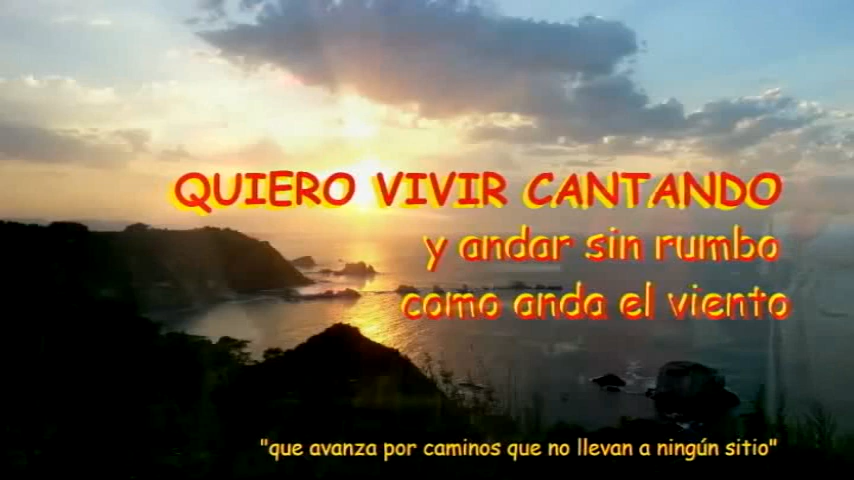 QUIERO VIVIR CANTANDO
y andar sin rumbo
como anda el viento
"que avanza por caminos que no llevan a ningún sitio"